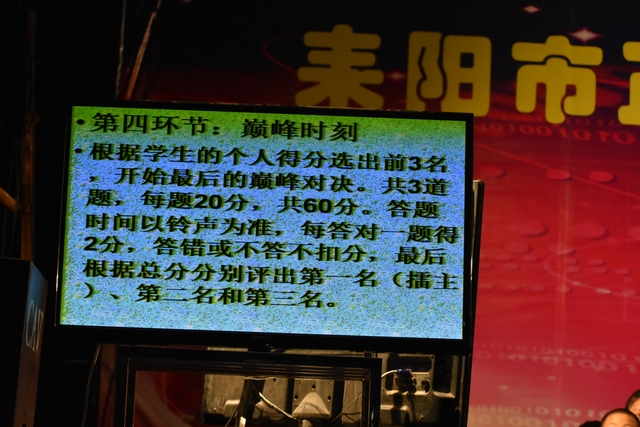 耒阳市
•第四环节：巅峰时刻
•根据学生的个人得分选出前3名
，开始最后的巅峰对决。共3道
题，每题20分，共60分。答题
时间以铃声为准，每答对一题得
2分，答错或不答不扣分，最后
根据总分分别评出第一名（擂主
）、第二名和第三名。